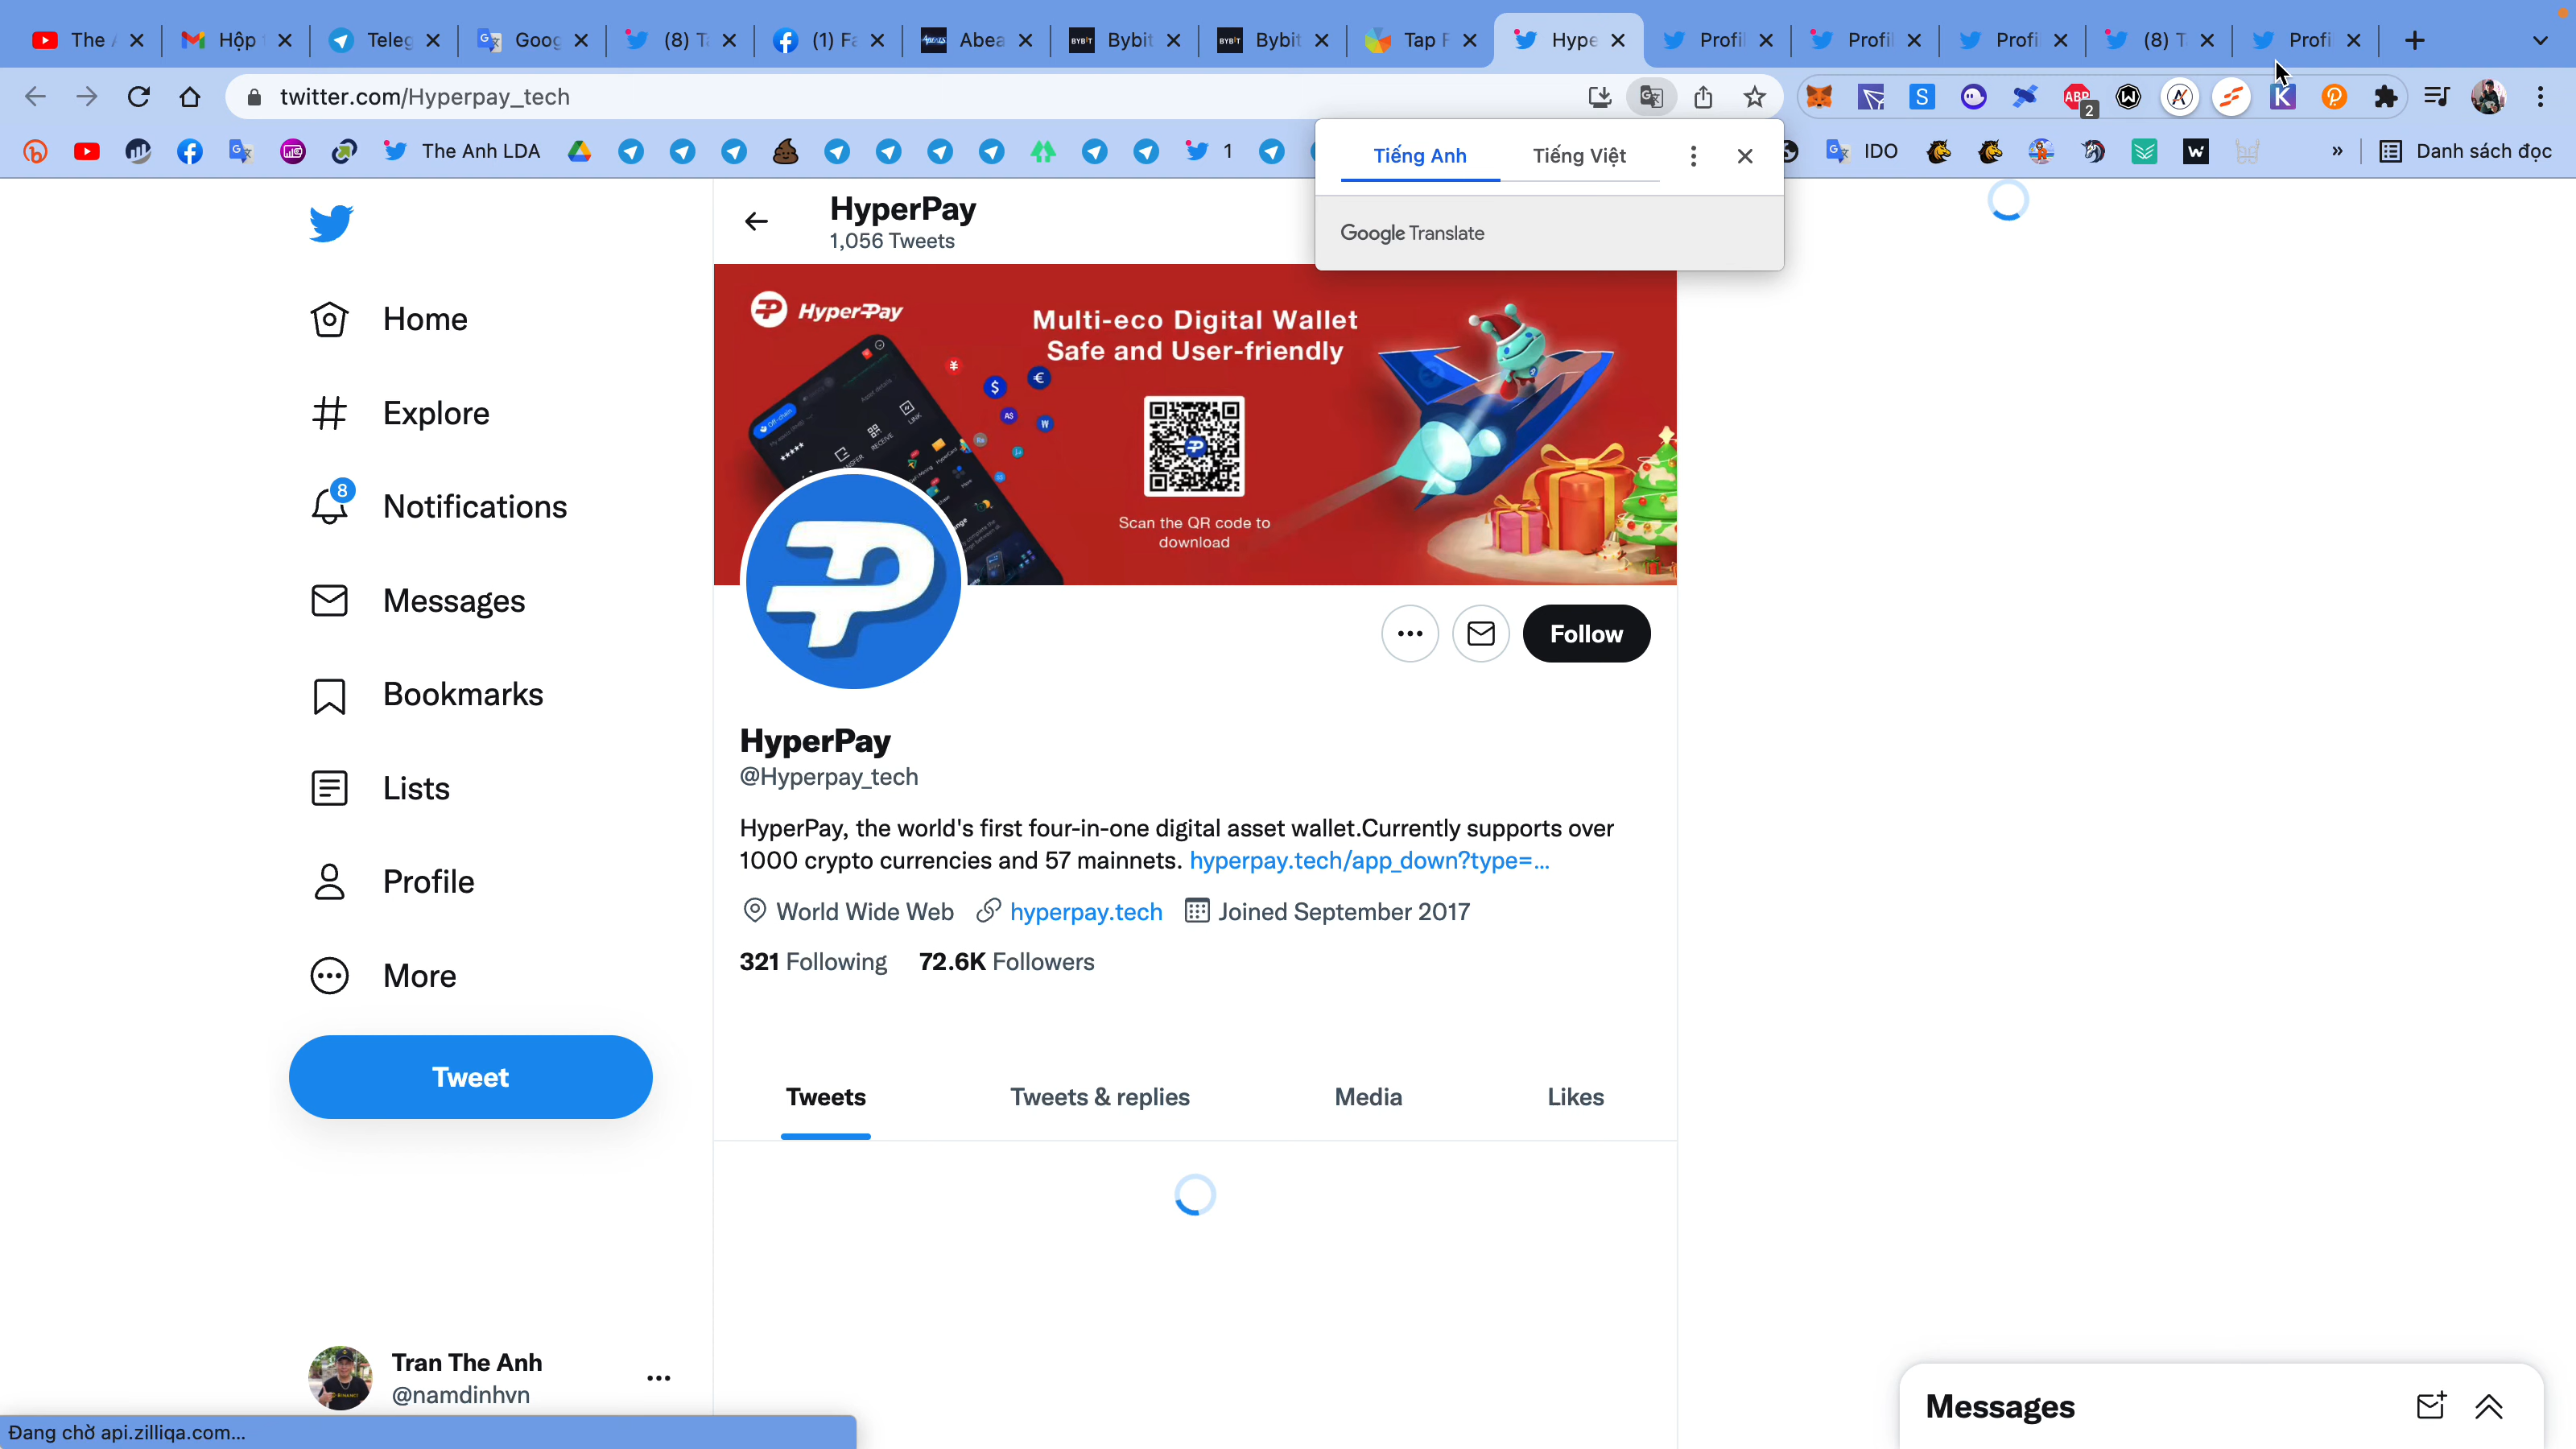 The A
Hộp
Teleg
Goog
(8) T
(1) Fa
Abea
Bybit
Bybit
Tap F
Hype
Profil
Profil
Profi
(8) T
Profi
twitter.com/Hyperpay_tech
ABP
2
The Anh LDA
1
IDO
»
Danh sách đọc
Tiếng Anh
Tiếng Việt
Google Translate
HyperPay
1,056 Tweets
Home
Explore
8
Notifications
Messages
Bookmarks
Lists
Profile
More
Tweet
HyperPay
Multi-eco Digital Wallet
Safe and User-friendly
Scan the QR code to
download
LINK
RECEIVE
Follow
HyperPay
@Hyperpay_tech
HyperPay, the world's first four-in-one digital asset wallet.Currently supports over
1000 crypto currencies and 57 mainnets. hyperpay.tech/app_down?type=...
World Wide Web hyperpay.tech Joined September 2017
321 Following 72.6K Followers
Tweets
Tweets & replies
Media
Likes
Tran The Anh
@namdinhvn
Messages
Đang chờ api.zilliqa.com...